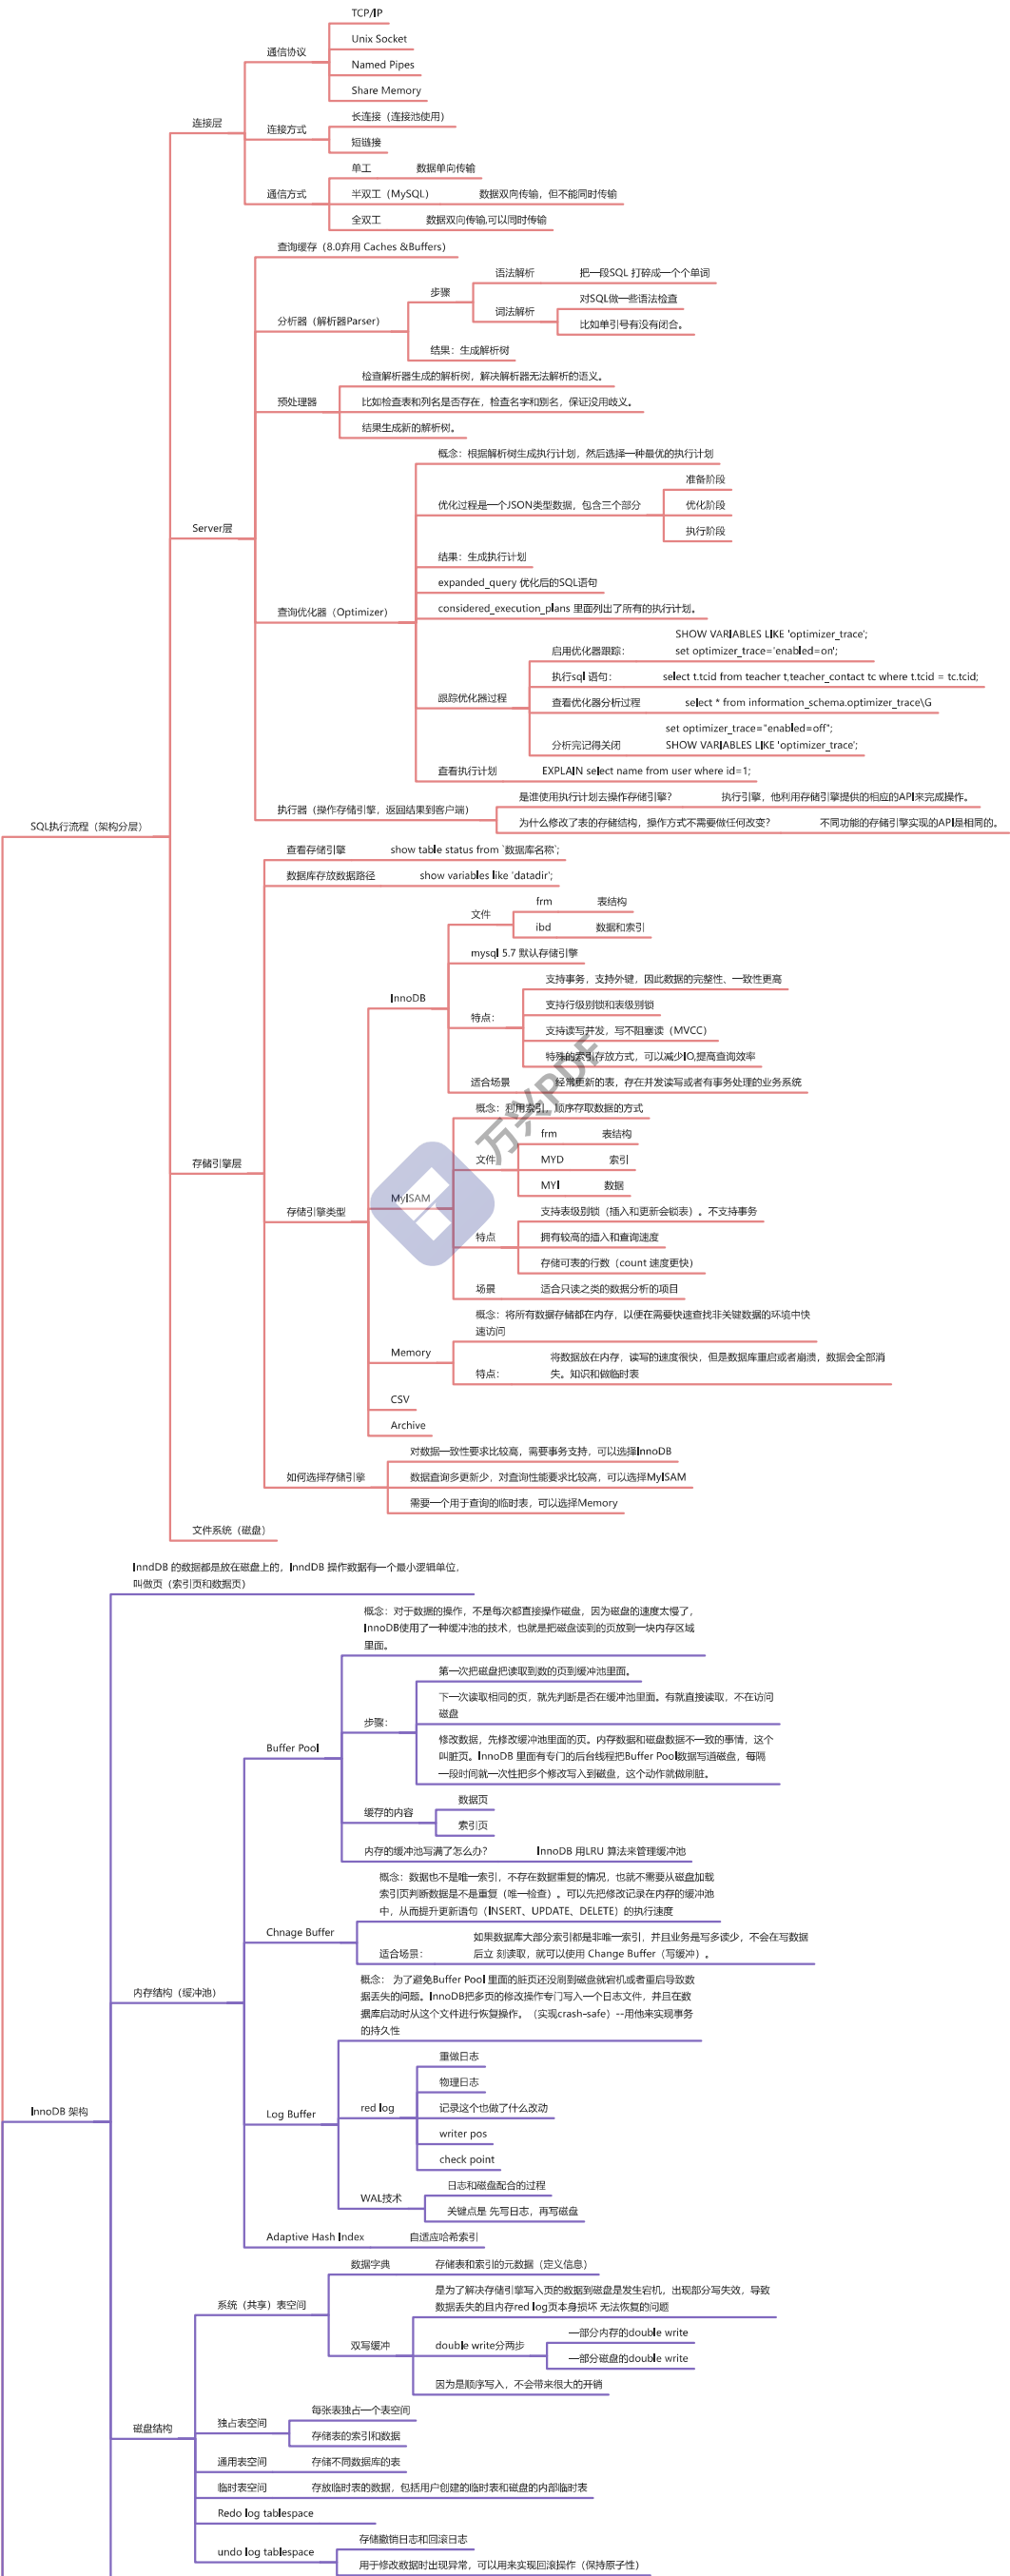 TCP/IP
Unix Socket
通信协议
Named Pipes
Share Memory
连接层
长连接（连接池使用）
连接方式
短链接
单工 数据单向传输
通信方式
半双工（MySQL） 数据双向传输，但不能同时传输
全双工 数据双向传输,可以同时传输
查询缓存（8.0弃用 Caches &Buffers）
语法解析 把一段SQL 打碎成一个个单词
步骤
对SQL做一些语法检查
词法解析
比如单引号有没有闭合。
分析器（解析器Parser）
结果：生成解析树
检查解析器生成的解析树，解决解析器无法解析的语义。
预处理器
比如检查表和列名是否存在，检查名字和别名，保证没用歧义。
结果生成新的解析树。
概念：根据解析树生成执行计划，然后选择一种最优的执行计划
准备阶段
优化过程是一个JSON类型数据，包含三个部分
优化阶段
执行阶段
Server层
结果：生成执行计划
expanded_query 优化后的SQL语句
considered_execution_plans 里面列出了所有的执行计划。
查询优化器（Optimizer）
SHOW VARIABLES LIKE 'optimizer_trace';
启用优化器跟踪：
set optimizer_trace='enabled=on';
执行sql 语句： select t.tcid from teacher t,teacher_contact tc where t.tcid = tc.tcid;
跟踪优化器过程
查看优化器分析过程 select * from information_schema.optimizer_trace\G
set optimizer_trace="enabled=off";
分析完记得关闭
SHOW VARIABLES LIKE 'optimizer_trace';
查看执行计划 EXPLAIN select name from user where id=1;
是谁使用执行计划去操作存储引擎？ 执行引擎，他利用存储引擎提供的相应的API来完成操作。
执行器（操作存储引擎，返回结果到客户端）
为什么修改了表的存储结构，操作方式不需要做任何改变？ 不同功能的存储引擎实现的API是相同的。
SQL执行流程（架构分层）
查看存储引擎 show table status from `数据库名称`;
数据库存放数据路径 show variables like 'datadir';
frm 表结构
文件
ibd 数据和索引
mysql 5.7 默认存储引擎
InnoDB
支持事务，支持外键，因此数据的完整性、一致性更高
支持行级别锁和表级别锁
特点：
支持读写并发，写不阻塞读（MVCC）
特殊的索引存放方式，可以减少IO,提高查询效率
适合场景 经常更新的表，存在并发读写或者有事务处理的业务系统
概念：利用索引，顺序存取数据的方式
frm 表结构
文件 MYD 索引
MYI 数据
存储引擎层
MyISAM
存储引擎类型
支持表级别锁（插入和更新会锁表）。不支持事务
特点 拥有较高的插入和查询速度
存储可表的行数（count 速度更快）
场景 适合只读之类的数据分析的项目
概念：将所有数据存储都在内存，以便在需要快速查找非关键数据的环境中快
速访问
Memory
将数据放在内存，读写的速度很快，但是数据库重启或者崩溃，数据会全部消
特点：
失。知识和做临时表
CSV
Archive
对数据一致性要求比较高，需要事务支持，可以选择InnoDB
如何选择存储引擎 数据查询多更新少，对查询性能要求比较高，可以选择MyISAM
需要一个用于查询的临时表，可以选择Memory
文件系统（磁盘）
万兴PDF
InndDB 的数据都是放在磁盘上的，InndDB 操作数据有一个最小逻辑单位，
叫做页（索引页和数据页）
概念：对于数据的操作，不是每次都直接操作磁盘，因为磁盘的速度太慢了，
InnoDB使用了一种缓冲池的技术，也就是把磁盘读到的页放到一块内存区域
里面。
第一次把磁盘把读取到数的页到缓冲池里面。
下一次读取相同的页，就先判断是否在缓冲池里面。有就直接读取，不在访问
磁盘
步骤：
修改数据，先修改缓冲池里面的页。内存数据和磁盘数据不一致的事情，这个
叫脏页。InnoDB 里面有专门的后台线程把Buffer Pool数据写道磁盘，每隔
一段时间就一次性把多个修改写入到磁盘，这个动作就做刷脏。
Buffer Pool
数据页
缓存的内容
索引页
内存的缓冲池写满了怎么办？ InnoDB 用LRU 算法来管理缓冲池
概念：数据也不是唯一索引，不存在数据重复的情况，也就不需要从磁盘加载
索引页判断数据是不是重复（唯一检查）。可以先把修改记录在内存的缓冲池
中，从而提升更新语句（INSERT、UPDATE、DELETE）的执行速度
Chnage Buffer
如果数据库大部分索引都是非唯一索引，并且业务是写多读少，不会在写数据
适合场景：
后立 刻读取，就可以使用 Change Buffer（写缓冲）。
内存结构（缓冲池）
概念： 为了避免Buffer Pool 里面的脏页还没刷到磁盘就宕机或者重启导致数
据丢失的问题。InnoDB把多页的修改操作专门写入一个日志文件，并且在数
据库启动时从这个文件进行恢复操作。（实现crash-safe）--用他来实现事务
的持久性
重做日志
物理日志
red log 记录这个也做了什么改动
writer pos
check point
Log Buffer
InnoDB 架构
日志和磁盘配合的过程
WAL技术
关键点是 先写日志，再写磁盘
Adaptive Hash Index 自适应哈希索引
数据字典 存储表和索引的元数据（定义信息）
系统（共享）表空间
是为了解决存储引擎写入页的数据到磁盘是发生宕机，出现部分写失效，导致
数据丢失的且内存red log页本身损坏 无法恢复的问题
双写缓冲
一部分内存的double write
double write分两步
一部分磁盘的double write
因为是顺序写入，不会带来很大的开销
每张表独占一个表空间
独占表空间
存储表的索引和数据
磁盘结构
通用表空间 存储不同数据库的表
临时表空间 存放临时表的数据，包括用户创建的临时表和磁盘的内部临时表
Redo log tablespace
存储撤销日志和回滚日志
undo log tablespace
用于修改数据时出现异常，可以用来实现回滚操作（保持原子性）